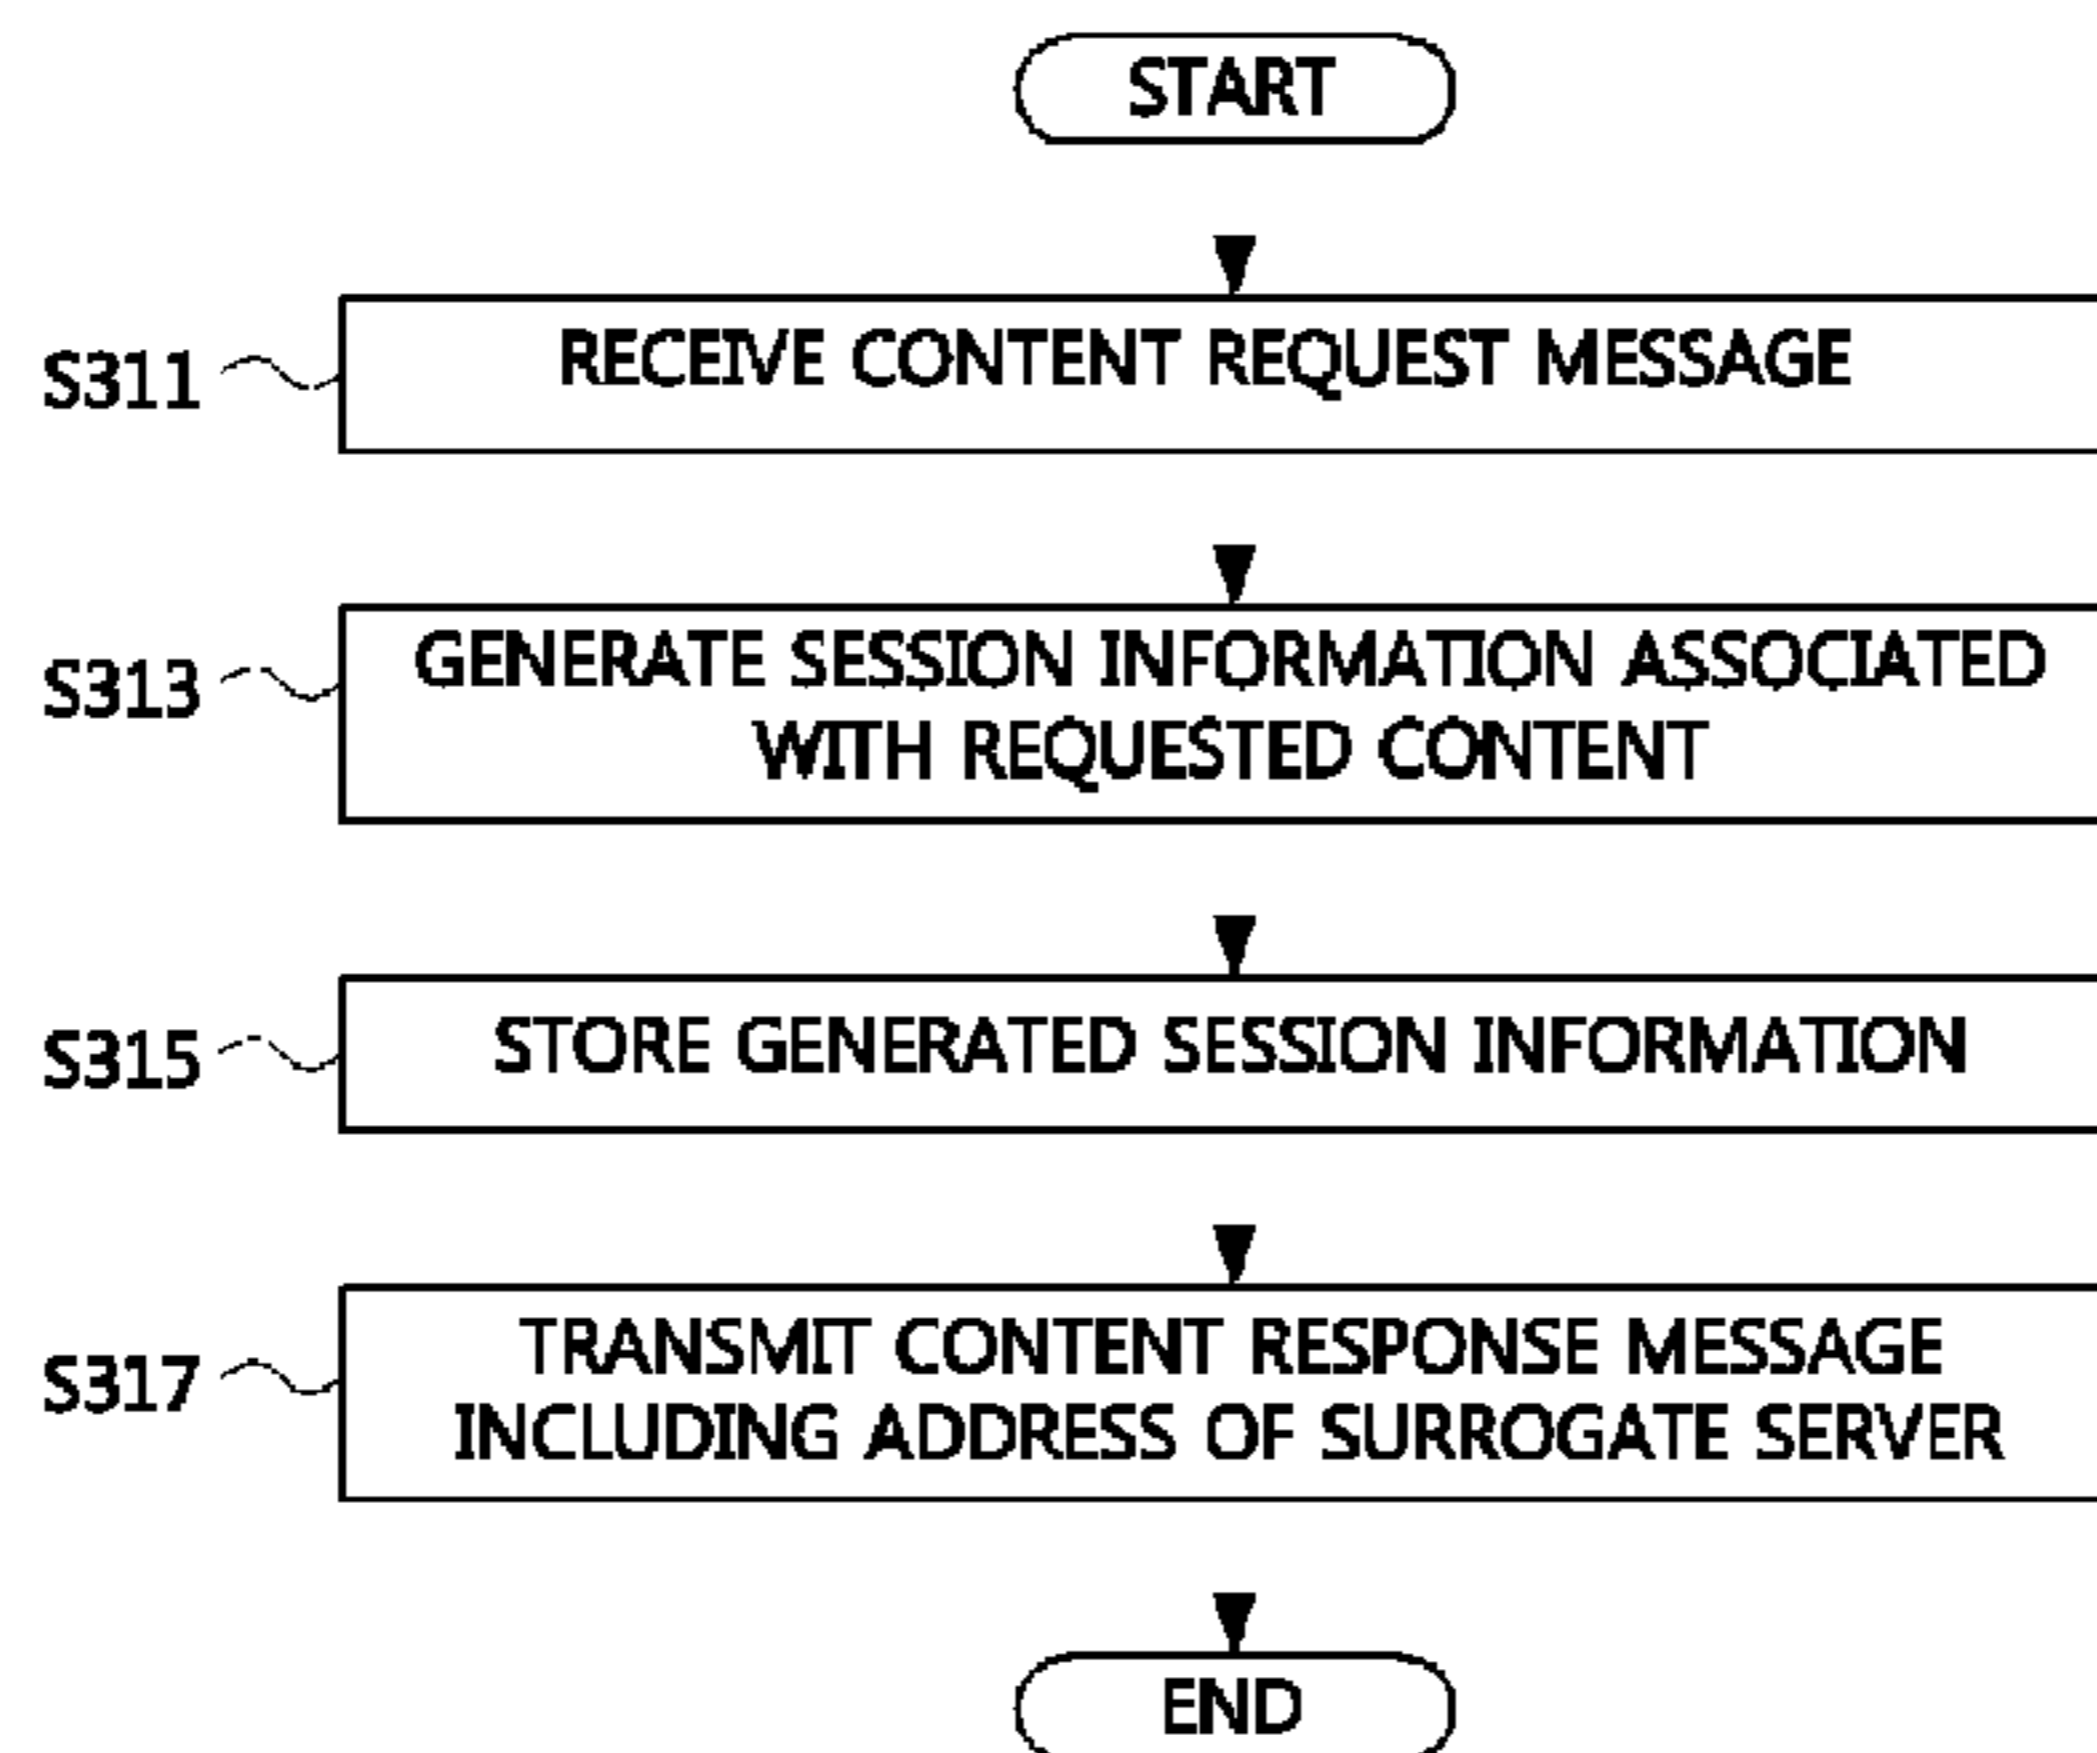 START
S311
RECEIVE CONTENT REQUEST MESSAGE
S313
GENERATE SESSION INFORMATION ASSOCIATED
WITH REQUESTED CONTENT
S315
STORE GENERATED SESSION INFORMATION
S317
TRANSMIT CONTENT RESPONSE MESSAGE
INCLUDING ADDRESS OF SURROGATE SERVER
END